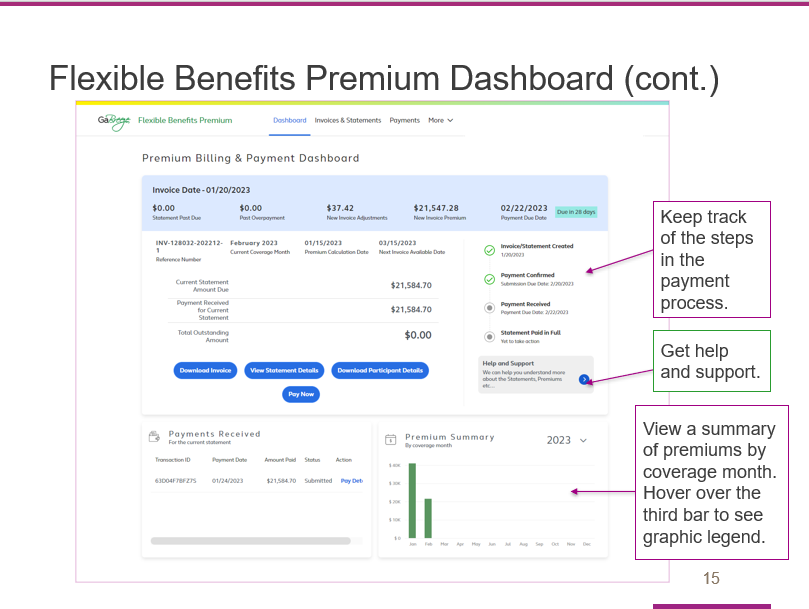 Flexible Benefits Premium Dashboard (cont.)
GaBreeze Flexible Benefits Premium
Dashboard Invoices & Statements Payments More
Premium Billing & Payment Dashboard
Invoice Date - 01/20/2023
$0.00 $0.00 $37.42 $21,547.28 02/22/2023 Due in 28 days
Statement Past Due Past Overpayment New Invoice Adjustments New Invoice Premium Payment Due Date
INV-128032-202212- February 2023 01/15/2023 03/15/2023
1 Current Coverage Month Premium Calculation Date Next Invoice Available Date
Reference Number
Current Statement
Amount Due
$21,584.70
Payment Received
for Current
Statement
$21,584.70
Total Outstanding
Amount
$0.00
Download Invoice View Statement Details Download Participant Details
Pay Now
Invoice/Statement Created
1/20/2023
Payment Confirmed
Submission Due Date: 2/20/2023
Payment Received
Payment Due Date: 2/22/2023
Statement Paid in Full
Yet to take action
Help and Support
We can help you understand more
about the Statements, Premiums
etc...
Payments Received
For the current statement
Transaction ID Payment Date Amount Paid Status Action
63D04F78FZ7S 01/24/2023 $21,584.70 Submitted Pay Det
Premium Summary
By coverage month
2023
$ 40K
$ 30K
$ 20K
$ 10K
$ 0
Jan Feb Mar Apr May Jun Jul Aug Sep Oct Nov Dec
Keep track
of the steps
in the
payment
process.
Get help
and support.
View a summary
of premiums by
coverage month.
Hover over the
third bar to see
graphic legend.
15